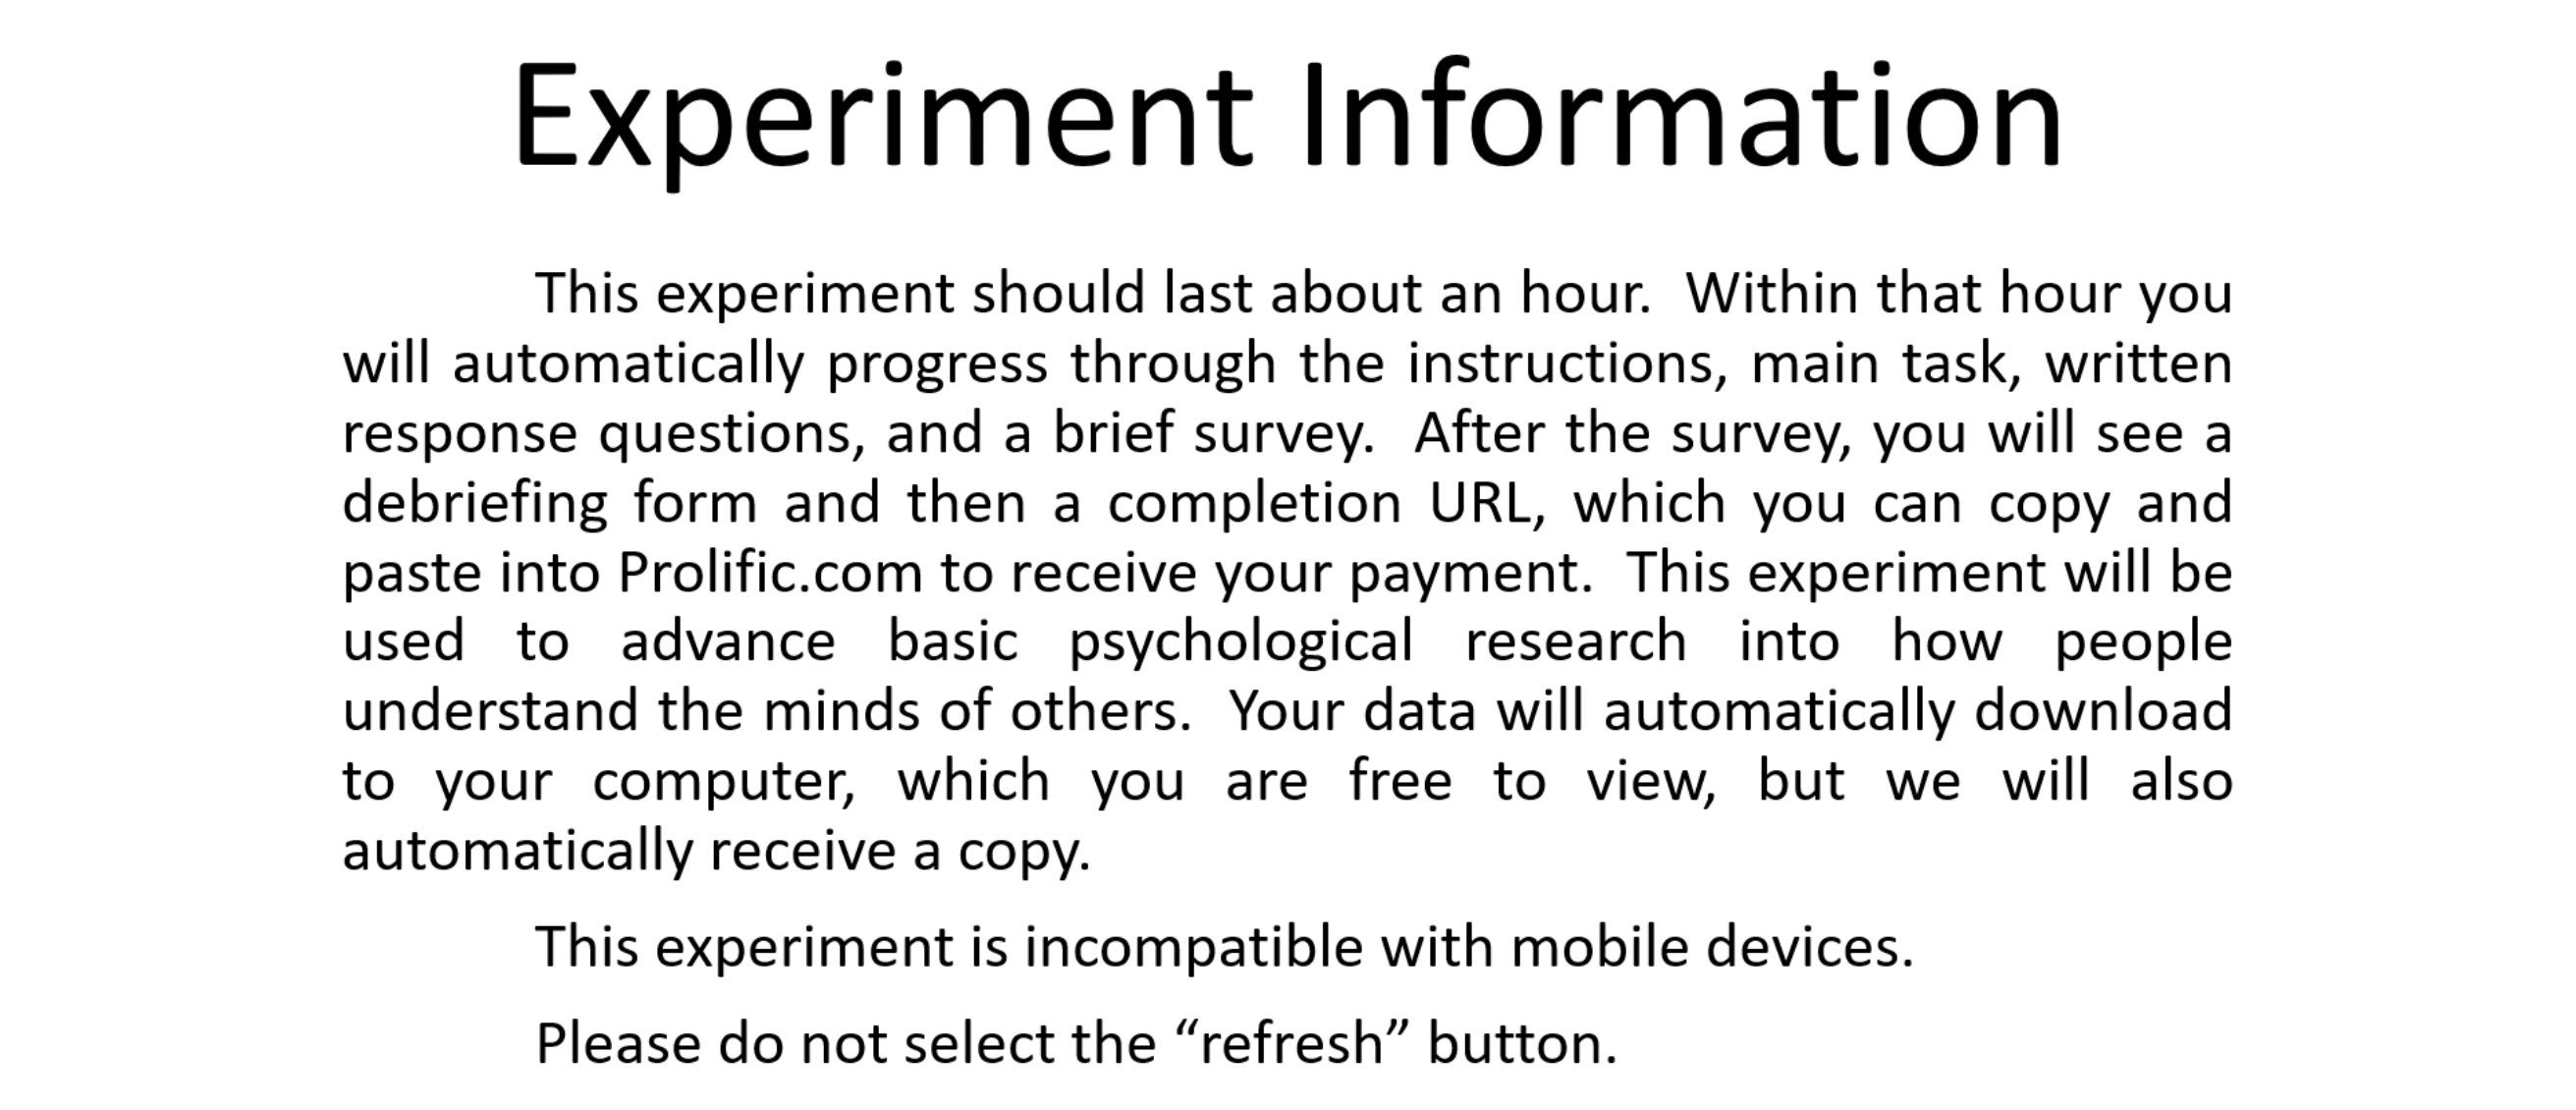 Experiment Information
This experiment should last about an hour.  Within that hour you
will automatically progress through the instructions, main task, written
response questions, and a brief survey.  After the survey, you will see a
debriefing form and then a completion URL, which you can copy and
paste into Prolific.com to receive your payment.  This experiment will be
used to advance basic psychological research into how people
understand the minds of others.  Your data will automatically download
to your computer, which you are free to view, but we will also
automatically receive a copy.
This experiment is incompatible with mobile devices.
Please do not select the “refresh” button.